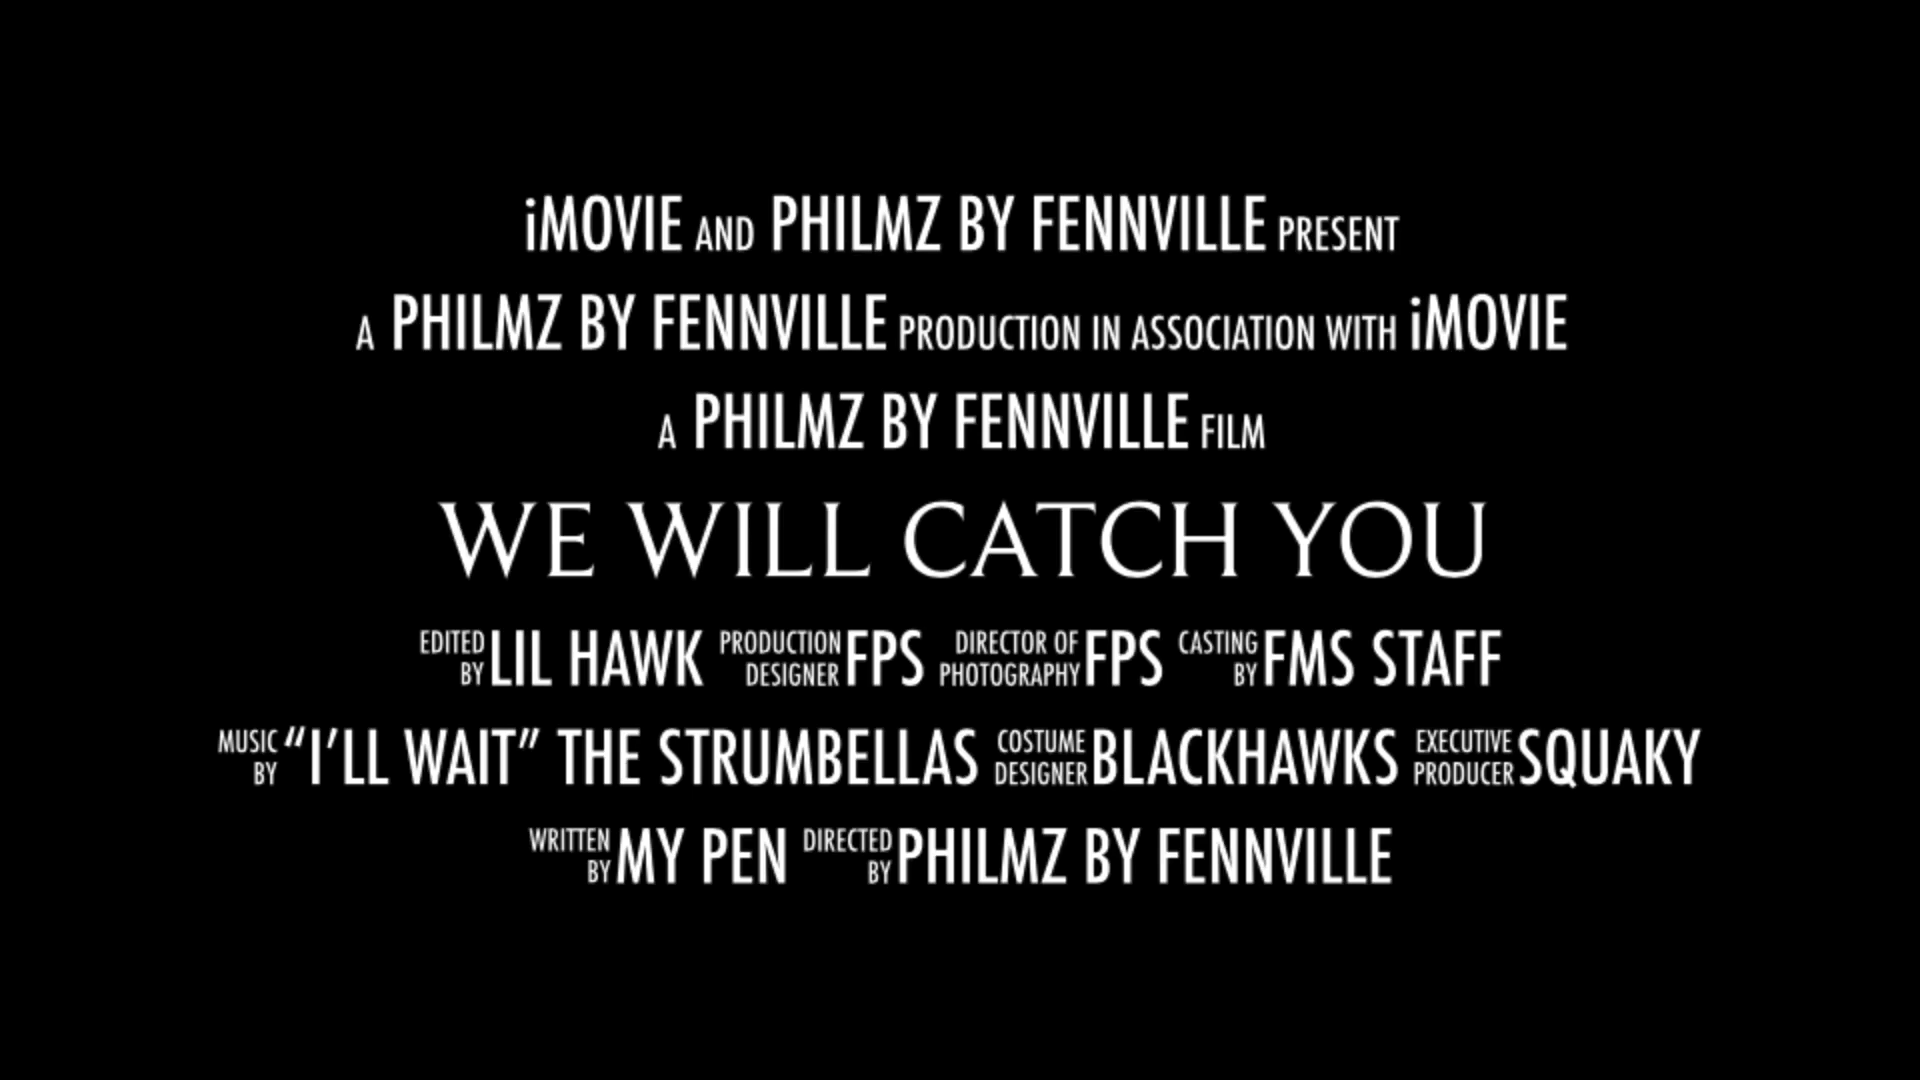 iMOVIE AND PHILMZ BY FENNVILLE PRESENT
A PHILMZ BY FENNVILLE PRODUCTION IN ASSOCIATION WITH iMOVIE
A PHILMZ BY FENNVILLE FILM
WE WILL CATCH YOU
EDITED BY LIL HAWK PRODUCTION DESIGNER FPS DIRECTOR OF PHOTOGRAPHY FPS CASTING BY FMS STAFF
MUSIC BY “I’LL WAIT” THE STRUMBELLAS COSTUME DESIGNER BLACKHAWKS EXECUTIVE PRODUCER SQUAKY
WRITTEN BY MY PEN DIRECTED BY PHILMZ BY FENNVILLE